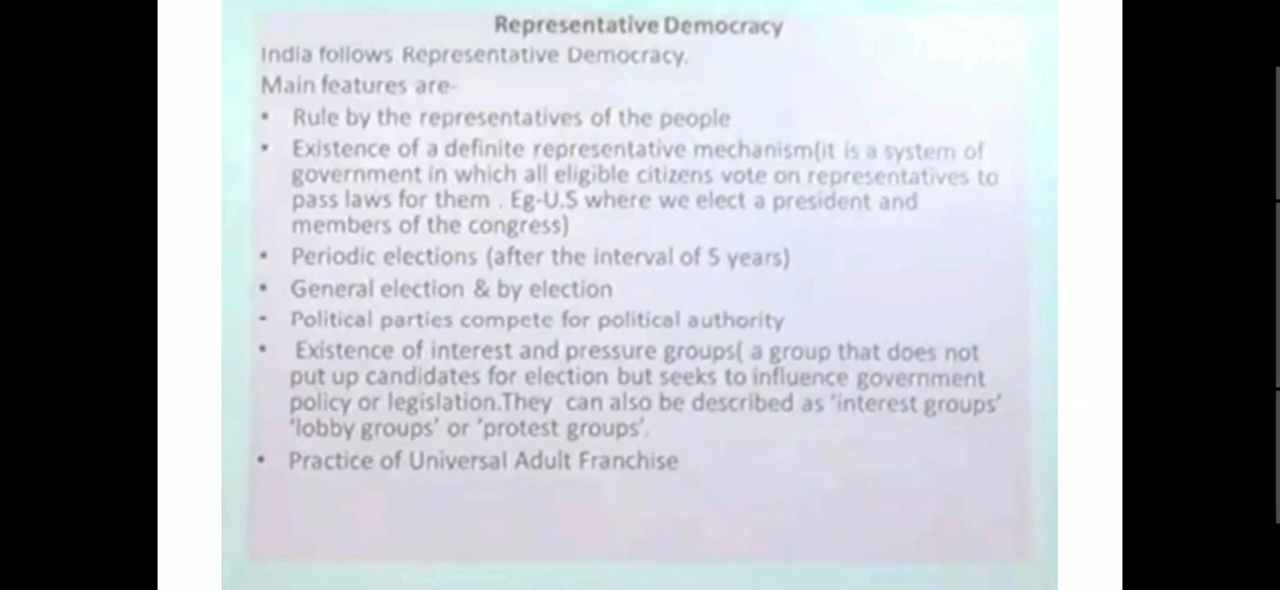 Representative Democracy
India follows Representative Democracy.
Main features are-
• Rule by the representatives of the people
• Existence of a definite representative mechanism(it is a system of
government in which all eligible citizens vote on representatives to
pass laws for them . Eg-U.S where we elect a president and
members of the congress)
• Periodic elections (after the interval of 5 years)
• General election & by election
- Political parties compete for political authority
• Existence of interest and pressure groups( a group that does not
put up candidates for election but seeks to influence government
policy or legislation.They can also be described as 'interest groups'
'lobby groups' or 'protest groups'.
• Practice of Universal Adult Franchise